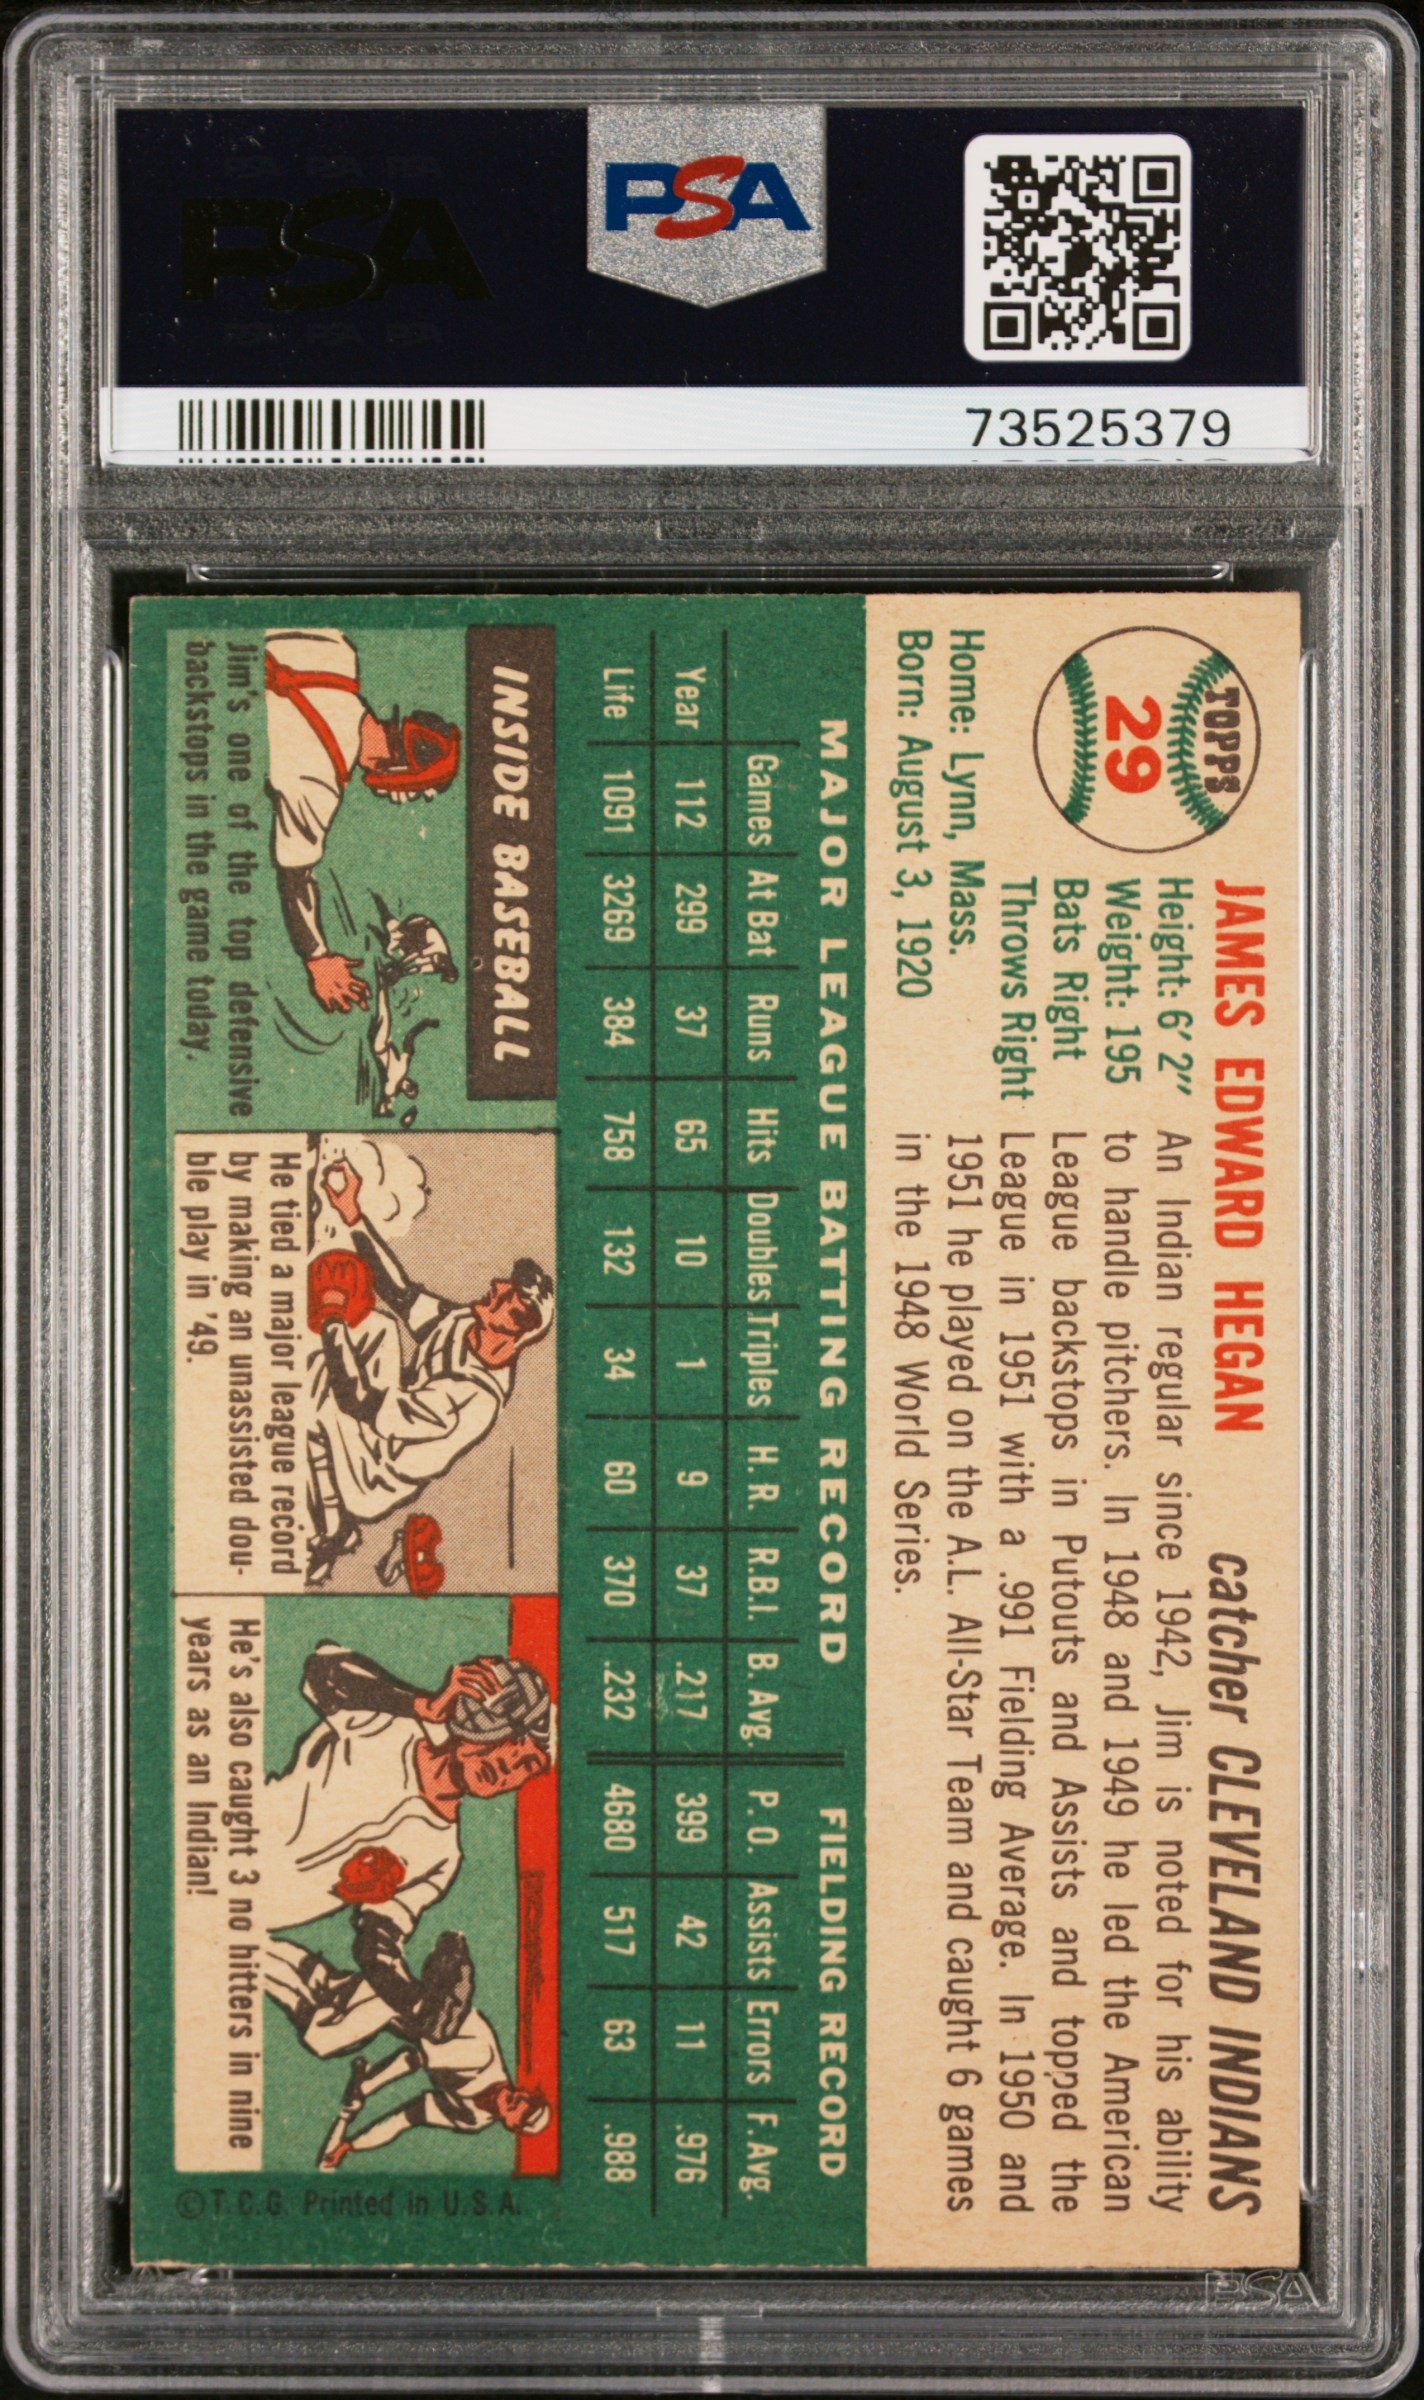 PSA PSA PSA
PSA
PSA PSA PSA
PSA
73525379
TOPPS
29
JAMES EDWARD HEGAN
catcher CLEVELAND INDIANS
Height: 6' 2"
Weight: 195
Bats Right
Throws Right
Home: Lynn, Mass.
Born: August 3, 1920
An Indian regular since 1942, Jim is noted for his ability
to handle pitchers. In 1948 and 1949 he led the American
League backstops in Putouts and Assists and topped the
League in 1951 with a .991 Fielding Average. In 1950 and
1951 he played on the A.L. All-Star Team and caught 6 games
in the 1948 World Series.
MAJOR LEAGUE BATTING RECORD FIELDING RECORD
Games At Bat Runs Hits Doubles Triples H. R. R.B.I. B. Avg. P. O. Assists Errors F. Avg.
Year 112 299 37 65 10 1 9 37 .217 399 42 11 .976
Life 1091 3269 384 758 132 34 60 370 .232 4680 517 63 .988
INSIDE BASEBALL
Jim's one of the top defensive
backstops in the game today.
He tied a major league record
by making an unassisted dou-
ble play in '49.
He's also caught 3 no hitters in nine
years as an Indian!
©T.C.G. Printed in U.S.A.
PSA